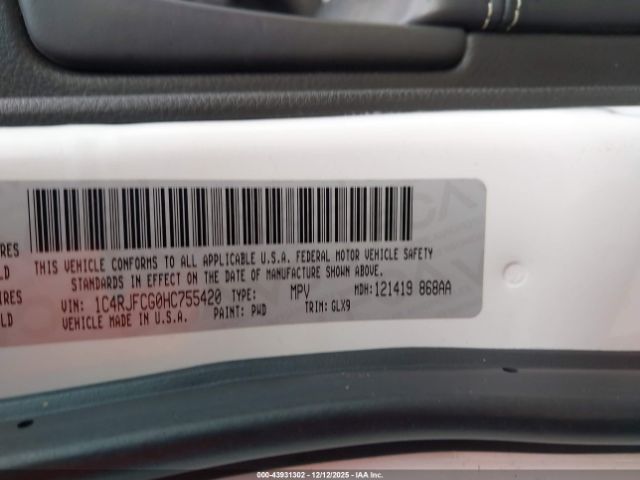 THIS VEHICLE CONFORMS TO ALL APPLICABLE U.S.A. FEDERAL MOTOR VEHICLE SAFETY
STANDARDS IN EFFECT ON THE DATE OF MANUFACTURE SHOWN ABOVE.
VIN: 1C4RJFCG0HC755420 TYPE: MPV MDH: 121419 868AA
VEHICLE MADE IN U.S.A. PAINT: PWD TRIM: GLX9
000-43931302 - 12/12/2025 - IAA Inc.